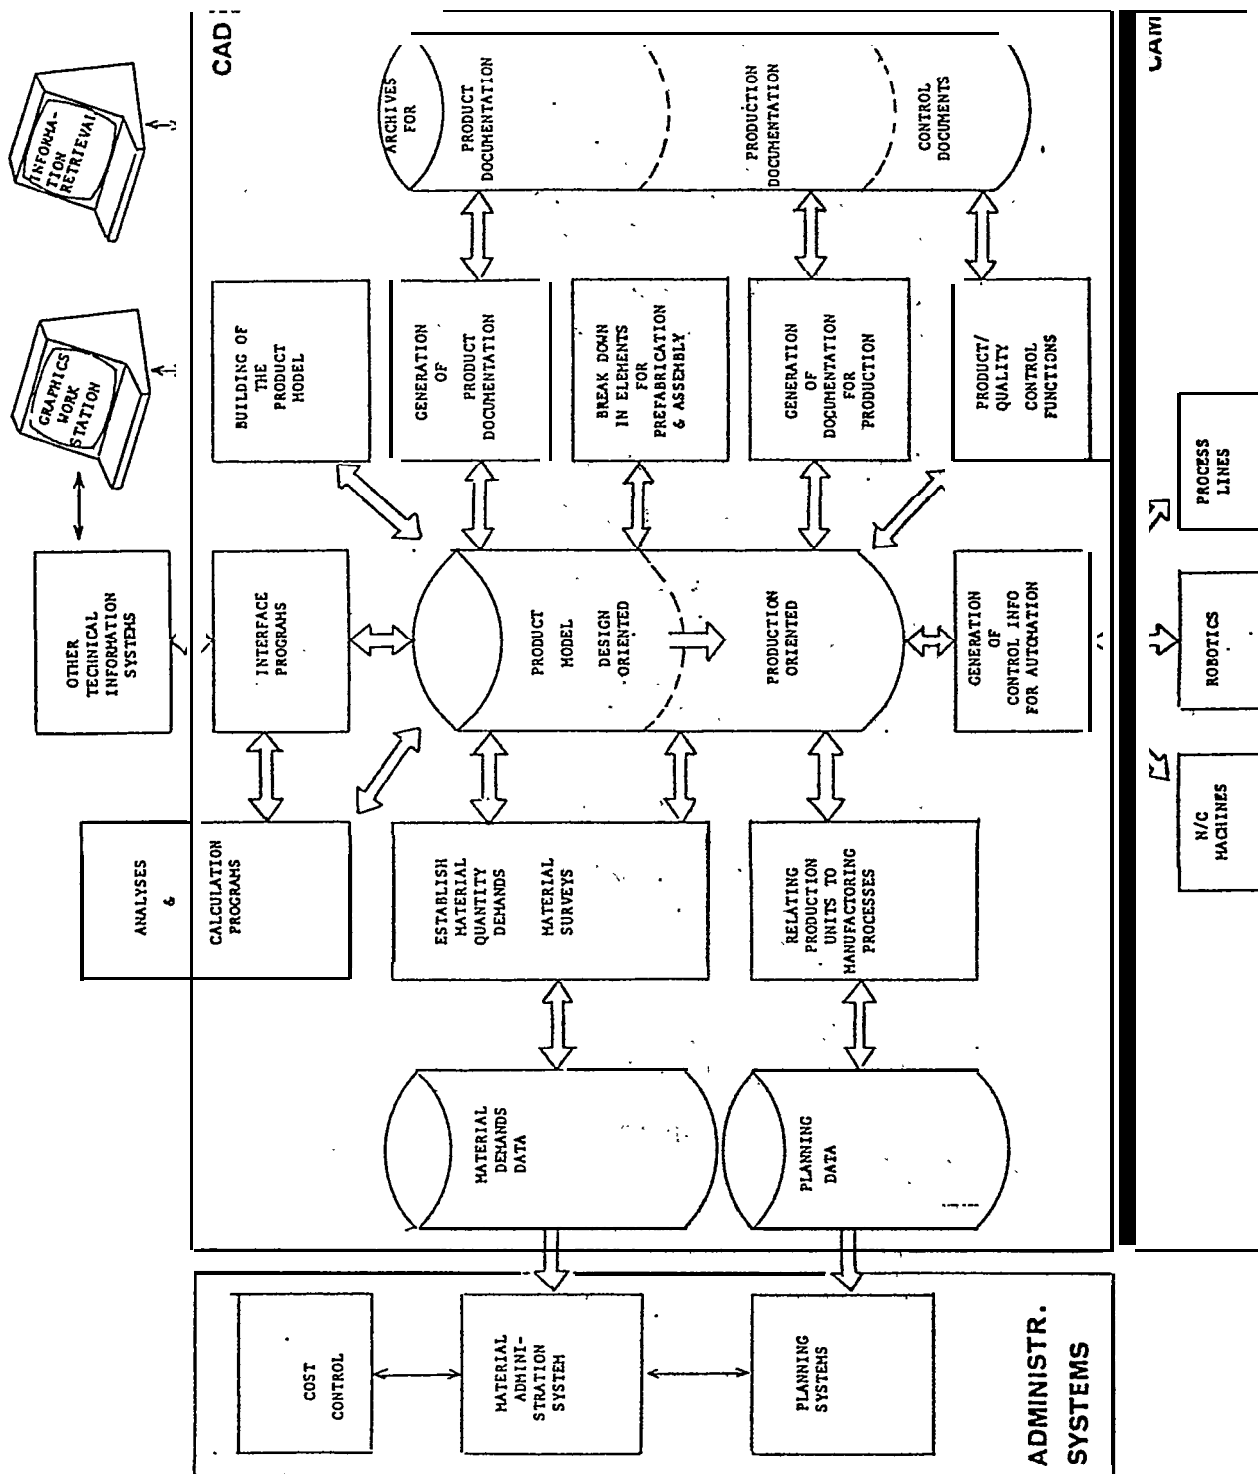 INFORMA-
TION
RETRIEVAL
GRAPHICS
WORK
STATION
OTHER
TECHNICAL
INFORMATION
SYSTEMS
CAD
ARCHIVES
FOR
PRODUCT
DOCUMENTATION
PRODUCTION
DOCUMENTATION
CONTROL
DOCUMENTS
BUILDING OF
THE
PRODUCT
MODEL
GENERATION
OF
PRODUCT
DOCUMENTATION
BREAK DOWN
IN ELEMENTS
FOR
PREFABRICATION
& ASSEMBLY
GENERATION
OF
DOCUMENTATION
FOR
PRODUCTION
PRODUCT/
QUALITY
CONTROL
FUNCTIONS
INTERFACE
PROGRAMS
PRODUCT
MODEL
DESIGN
ORIENTED
PRODUCTION
ORIENTED
GENERATION
OF
CONTROL INFO
FOR AUTOMATION
ANALYSES
&
CALCULATION
PROGRAMS
ESTABLISH
MATERIAL
QUANTITY
DEMANDS
MATERIAL
SURVEYS
RELATING
PRODUCTION
UNITS TO
MANUFACTORING
PROCESSES
MATERIAL
DEMANDS
DATA
PLANNING
DATA
COST
CONTROL
MATERIAL
ADMINI-
STRATION
SYSTEM
PLANNING
SYSTEMS
ADMINISTR.
SYSTEMS
CAM
PROCESS
LINES
ROBOTICS
N/C
MACHINES